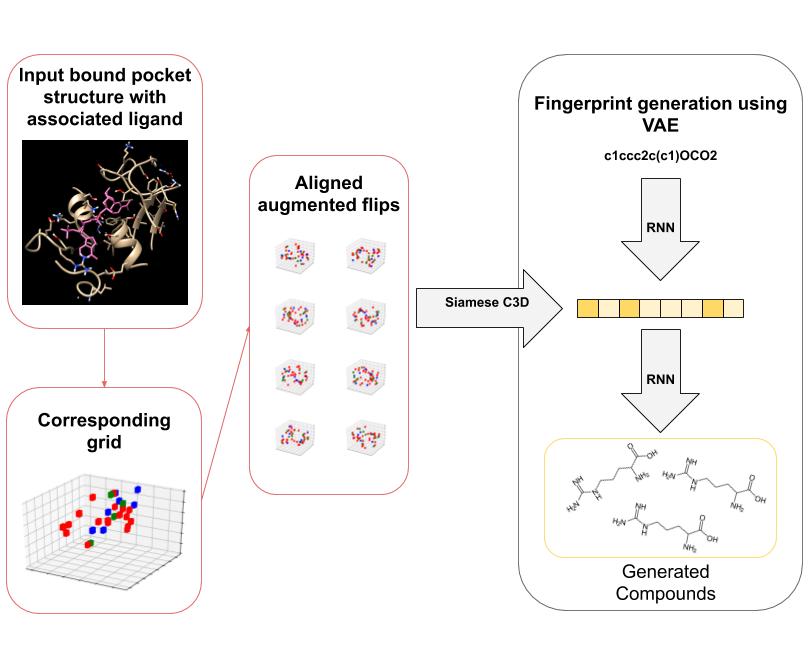 Input bound pocket
structure with
associated ligand
Corresponding
grid
Aligned
augmented flips
Siamese C3D
Fingerprint generation using
VAE
c1ccc2c(c1)OCO2
RNN
RNN
O
OH
NH₂
NH
N
H
H₂N
NH
H₂N
N
H
O
OH
NH₂
NH
H₂N
N
H
O
OH
NH₂
Generated
Compounds